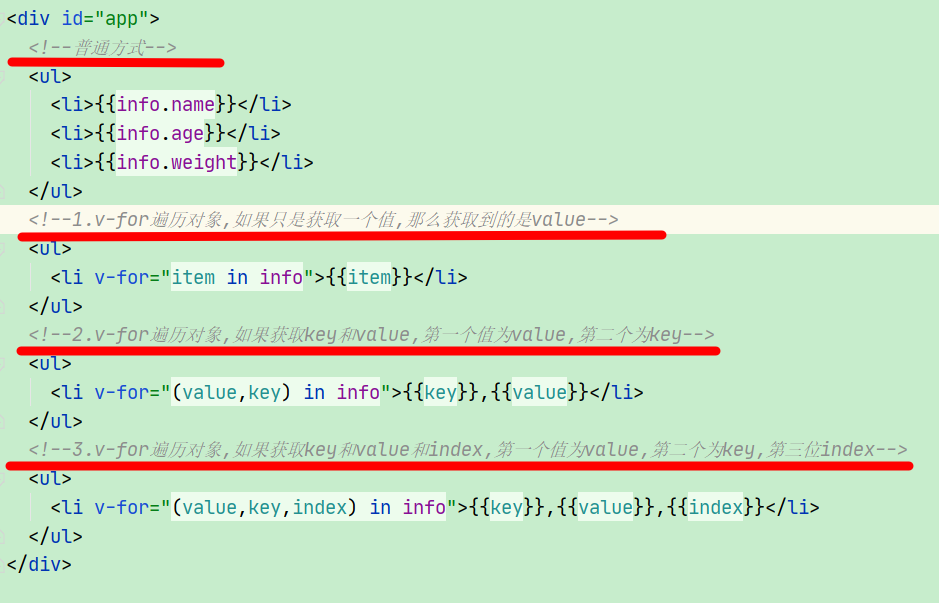 <div id="app">
<!--普通方式-->
<ul>
<li>{{info.name}}</li>
<li>{{info.age}}</li>
<li>{{info.weight}}</li>
</ul>
<!--1.v-for遍历对象,如果只是获取一个值,那么获取到的是value-->
<ul>
<li v-for="item in info">{{item}}</li>
</ul>
<!--2.v-for遍历对象,如果获取key和value,第一个值为value,第二个为key-->
<ul>
<li v-for="(value,key) in info">{{key}},{{value}}</li>
</ul>
<!--3.v-for遍历对象,如果获取key和value和index,第一个值为value,第二个为key,第三位index-->
<ul>
<li v-for="(value,key,index) in info">{{key}},{{value}},{{index}}</li>
</ul>
</div>